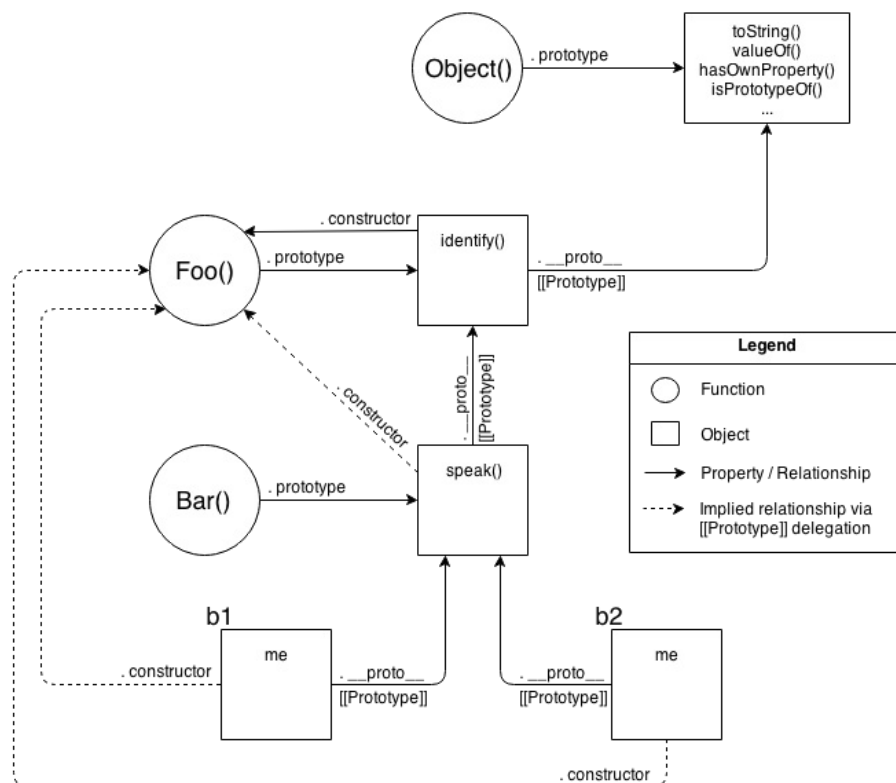 Object()
. prototype
toString()
valueOf()
hasOwnProperty()
isPrototypeOf()
...
Foo()
. constructor
. prototype
identify()
. __proto__
[[Prototype]]
. __proto__
[[Prototype]]
. constructor
Bar()
. prototype
speak()
Legend
Function
Object
Property / Relationship
Implied relationship via
[[Prototype]] delegation
b1
me
. constructor
. __proto__
[[Prototype]]
b2
me
. __proto__
[[Prototype]]
. constructor